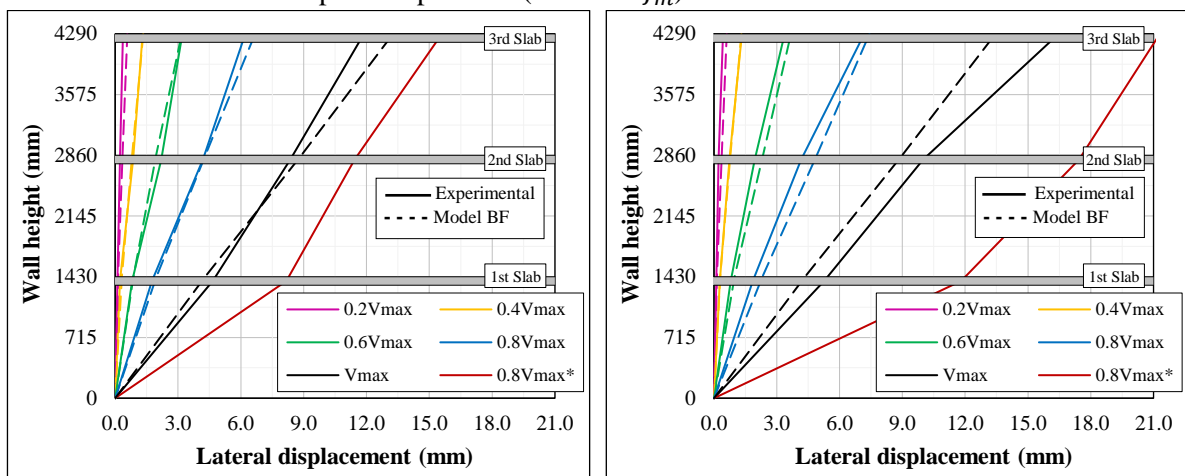 4290
3575
2860
2145
1430
715
0
Wall height (mm)
3rd Slab
2nd Slab
Experimental
Model BF
1st Slab
0.2Vmax
0.4Vmax
0.6Vmax
0.8Vmax
Vmax
0.8Vmax*
0.0 3.0 6.0 9.0 12.0 15.0 18.0 21.0
Lateral displacement (mm)
4290
3575
2860
2145
1430
715
0
Wall height (mm)
3rd Slab
2nd Slab
Experimental
Model BF
1st Slab
0.2Vmax
0.4Vmax
0.6Vmax
0.8Vmax
Vmax
0.8Vmax*
0.0 3.0 6.0 9.0 12.0 15.0 18.0 21.0
Lateral displacement (mm)